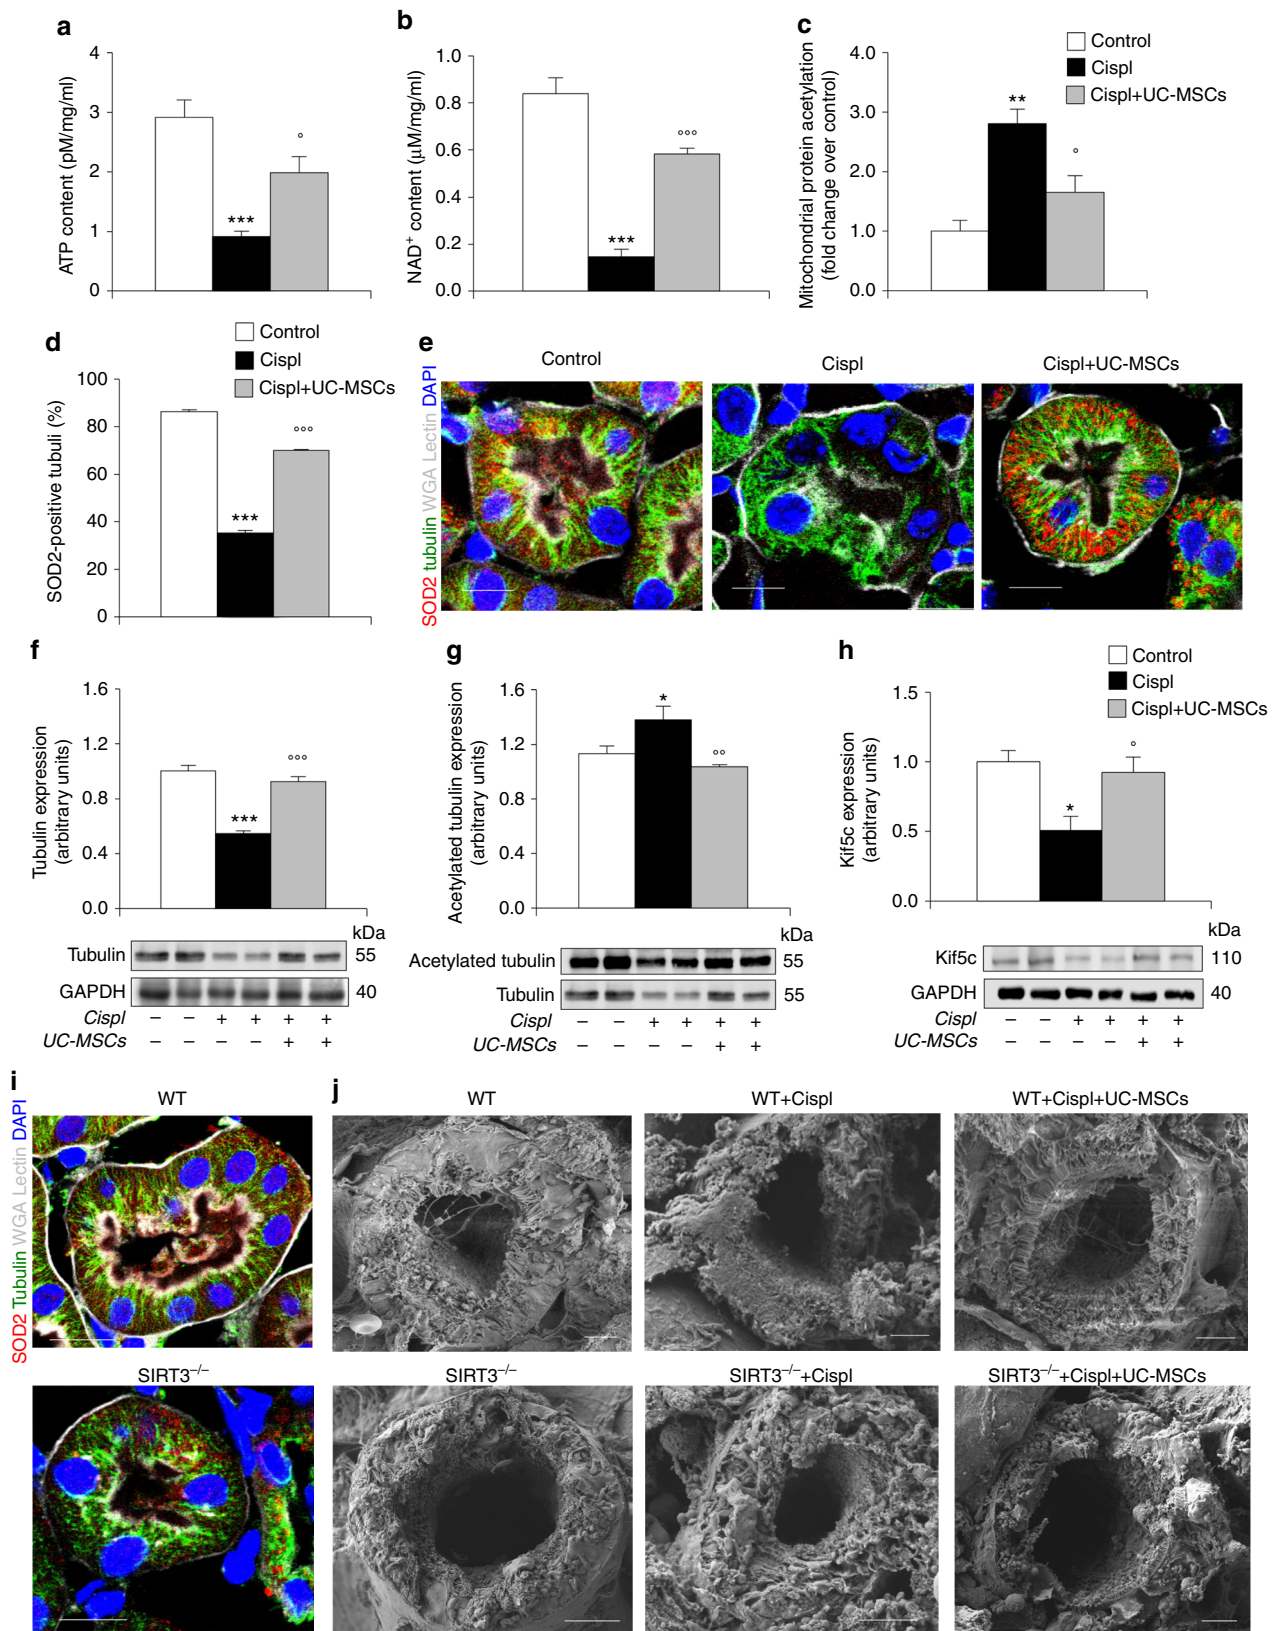 a
ATP content (pM/mg/ml)
4
3
2
1
0
***
°
b
NAD⁺ content (μM/mg/ml)
1.0
0.8
0.6
0.4
0.2
0.0
***
°°°
c
Mitochondrial protein acetylation
(fold change over control)
4.0
3.0
2.0
1.0
0.0
**
°
Control
Cispl
Cispl+UC-MSCs
d
SOD2-positive tubuli (%)
100
80
60
40
20
0
***
°°°
Control
Cispl
Cispl+UC-MSCs
e
SOD2 tubulin WGA Lectin DAPI
Control
Cispl
Cispl+UC-MSCs
f
Tubulin expression
(arbitrary units)
1.6
1.2
0.8
0.4
0.0
***
°°°
kDa
Tubulin 55
GAPDH 40
Cispl − − + + + +
UC-MSCs − − − − + +
g
Acetylated tubulin expression
(arbitrary units)
1.6
1.2
0.8
0.4
0.0
*
°°
kDa
Acetylated tubulin 55
Tubulin 55
Cispl − − + + + +
UC-MSCs − − − − + +
h
Control
Cispl
Cispl+UC-MSCs
Kif5c expression
(arbitrary units)
1.5
1.0
0.5
0.0
*
°
kDa
Kif5c 110
GAPDH 40
Cispl − − + + + +
UC-MSCs − − − − + +
i
SOD2 Tubulin WGA Lectin DAPI
WT
SIRT3⁻/⁻
j
WT
WT+Cispl
WT+Cispl+UC-MSCs
SIRT3⁻/⁻
SIRT3⁻/⁻+Cispl
SIRT3⁻/⁻+Cispl+UC-MSCs